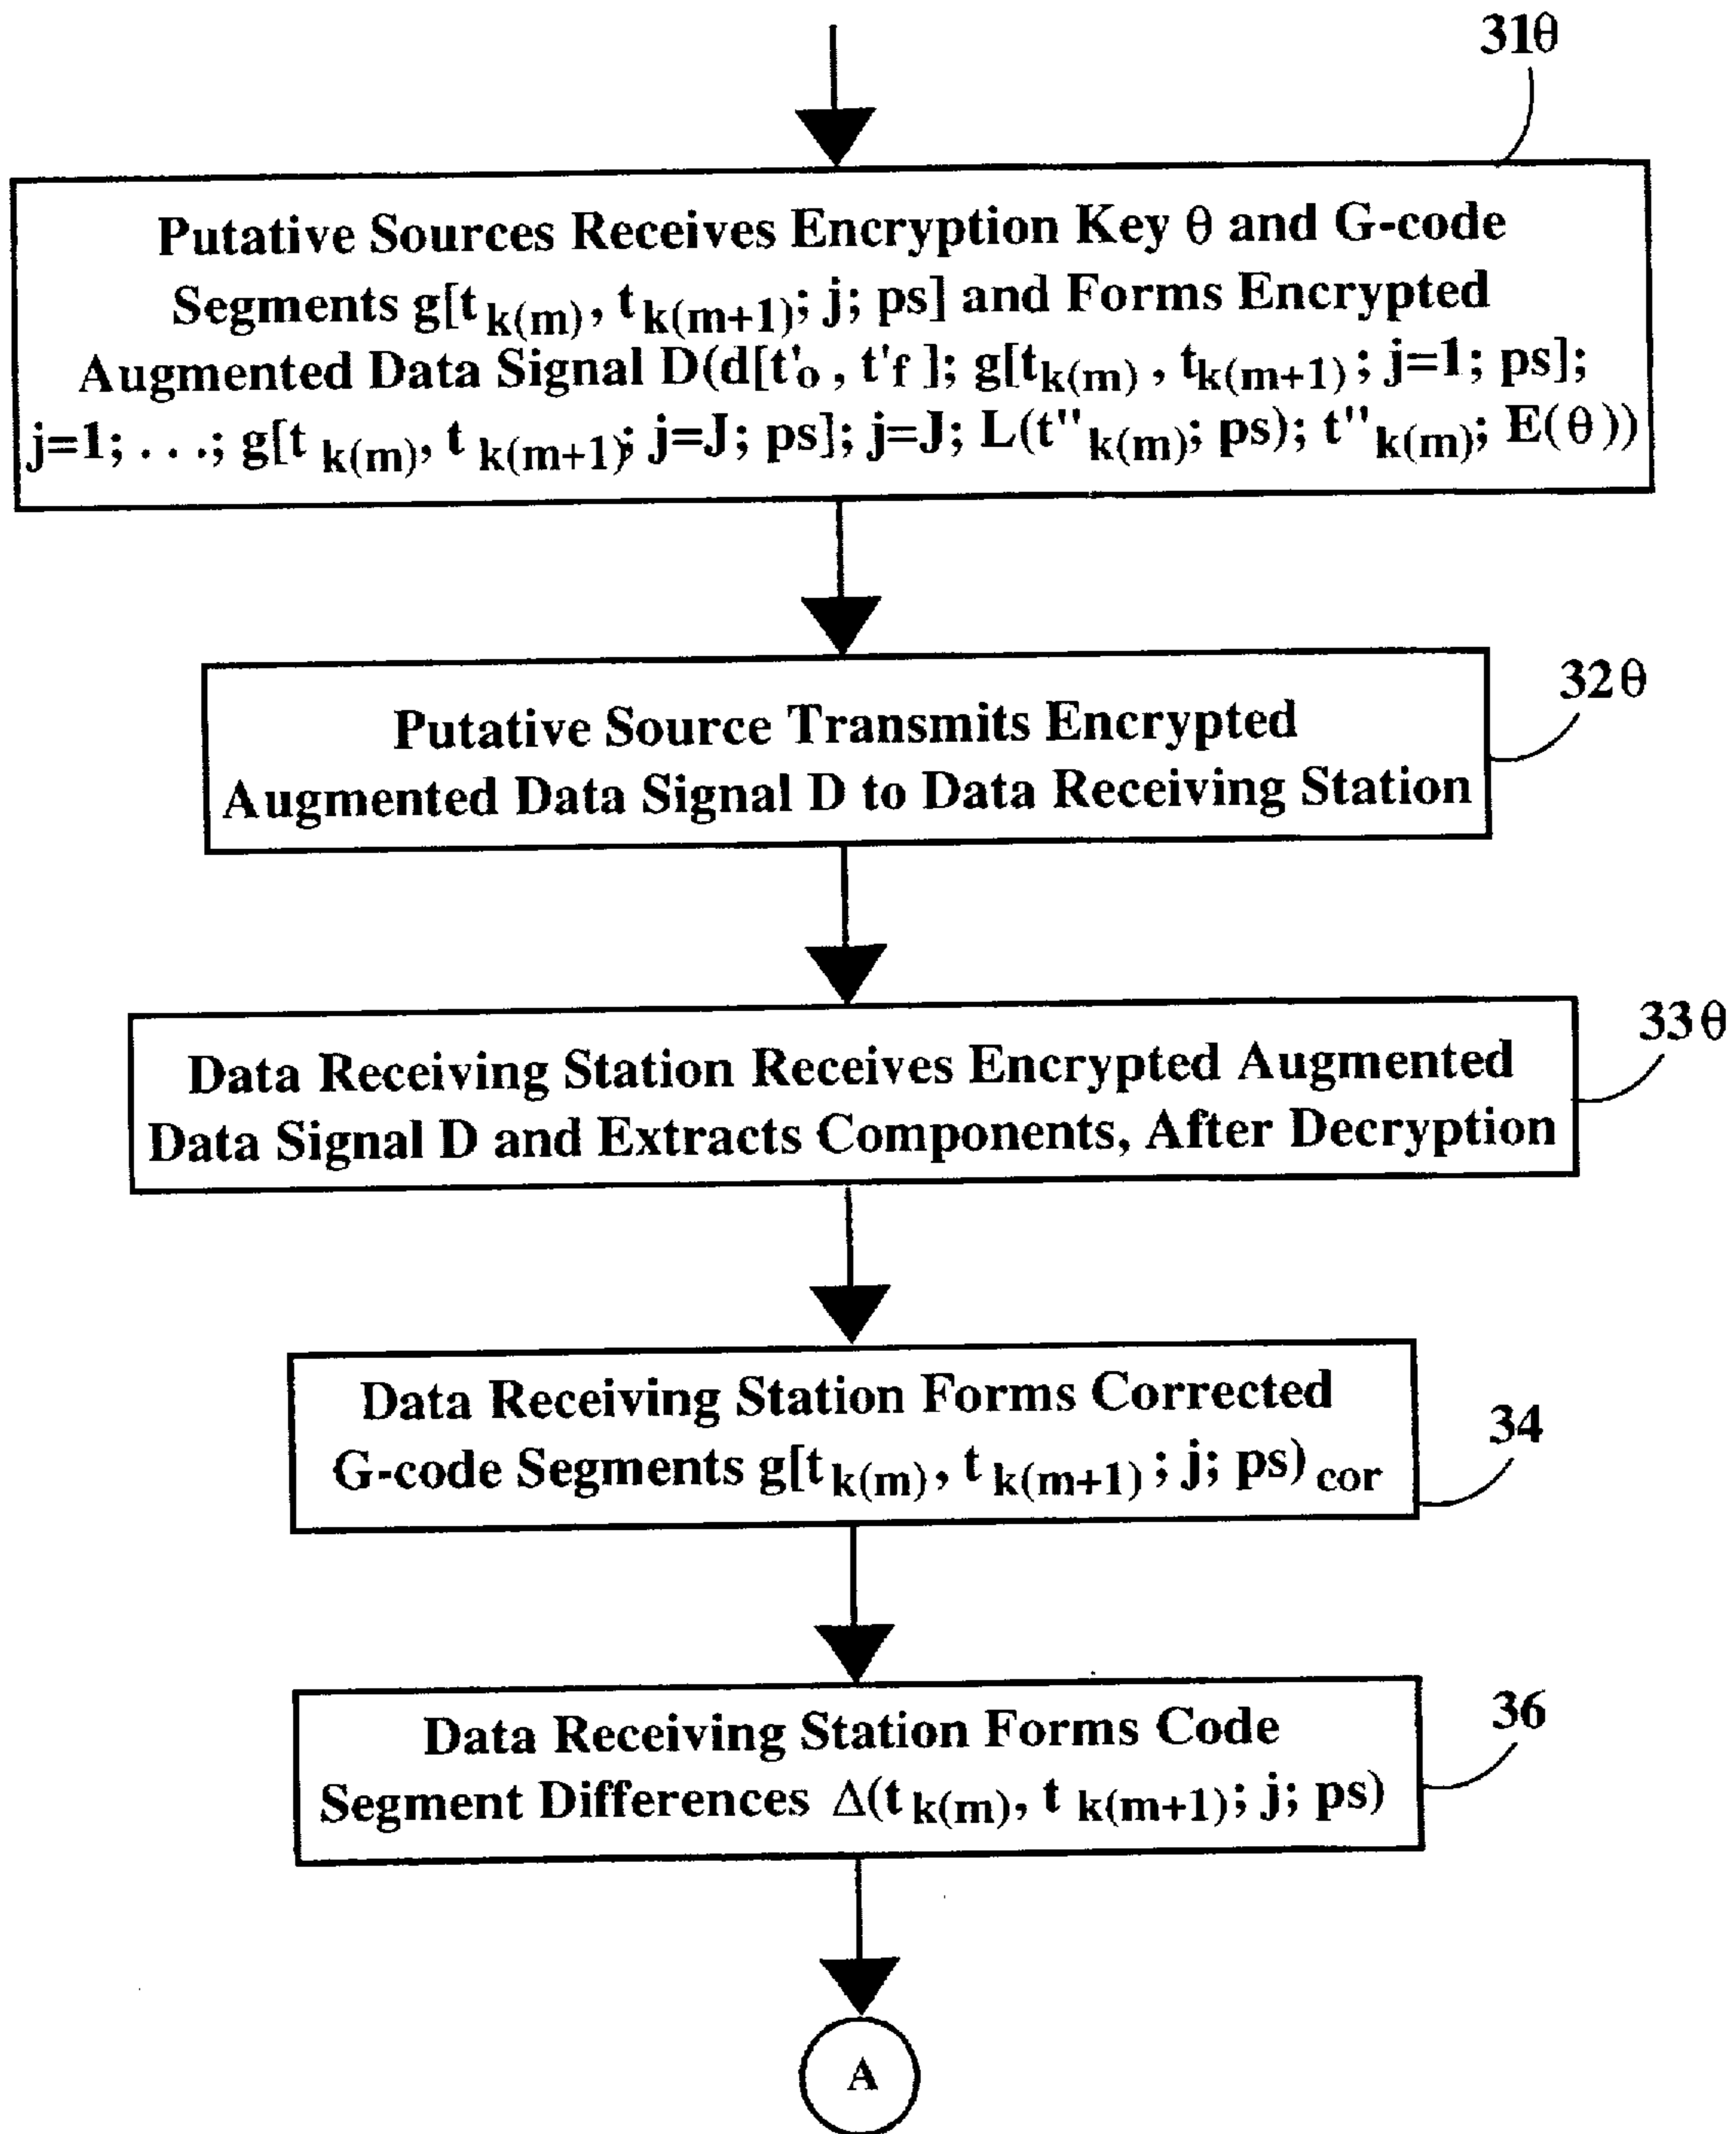 31θ
Putative Sources Receives Encryption Key θ and G-code
Segments g[t k(m), t k(m+1); j; ps] and Forms Encrypted
Augmented Data Signal D(d[t'o , t'f ]; g[tk(m) , tk(m+1) ; j=1; ps];
j=1; . . .; g[t k(m), t k(m+1); j=J; ps]; j=J; L(t''k(m); ps); t''k(m); E(θ))
32θ
Putative Source Transmits Encrypted
Augmented Data Signal D to Data Receiving Station
33θ
Data Receiving Station Receives Encrypted Augmented
Data Signal D and Extracts Components, After Decryption
34
Data Receiving Station Forms Corrected
G-code Segments g[t k(m), t k(m+1) ; j; ps) cor
36
Data Receiving Station Forms Code
Segment Differences Δ(t k(m), t k(m+1); j; ps)
A